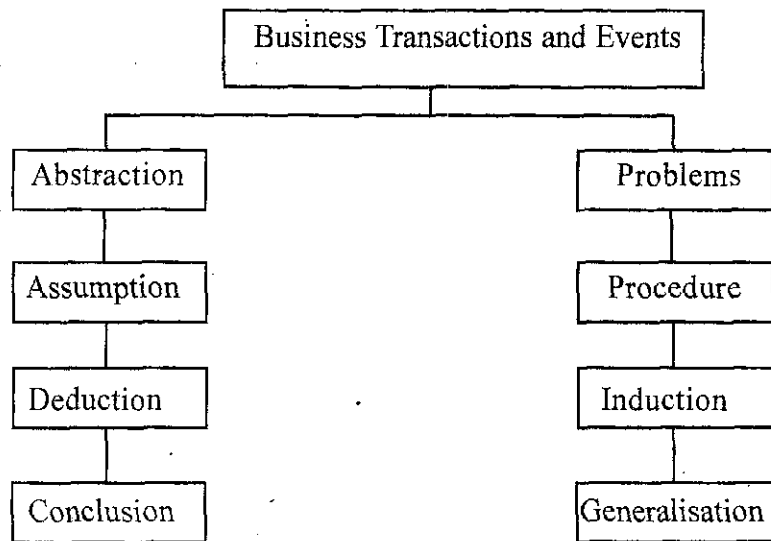 Business Transactions and Events
Abstraction
Problems
Assumption
Procedure
Deduction
Induction
Conclusion
Generalisation